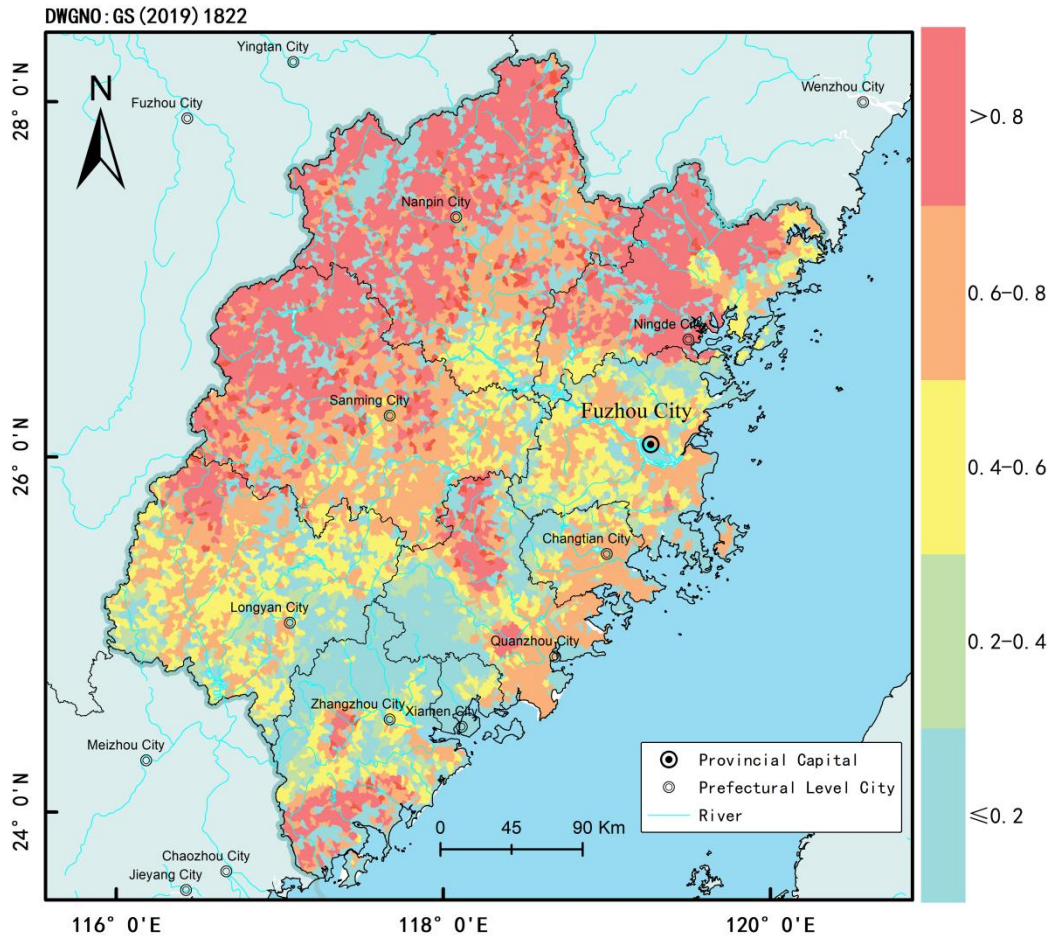 DWGNO:GS(2019)1822
Yingtan City
Wenzhou City
Fuzhou City
N
Nanpin City
Ningde City
Sanming City
Fuzhou City
Changtian City
Longyan City
Quanzhou City
Zhangzhou City
Xiamen City
Meizhou City
Chaozhou City
Jieyang City
28° 0'N
26° 0'N
24° 0'N
116° 0'E
118° 0'E
120° 0'E
0 45 90 Km
Provincial Capital
Prefectural Level City
River
>0.8
0.6-0.8
0.4-0.6
0.2-0.4
≤0.2